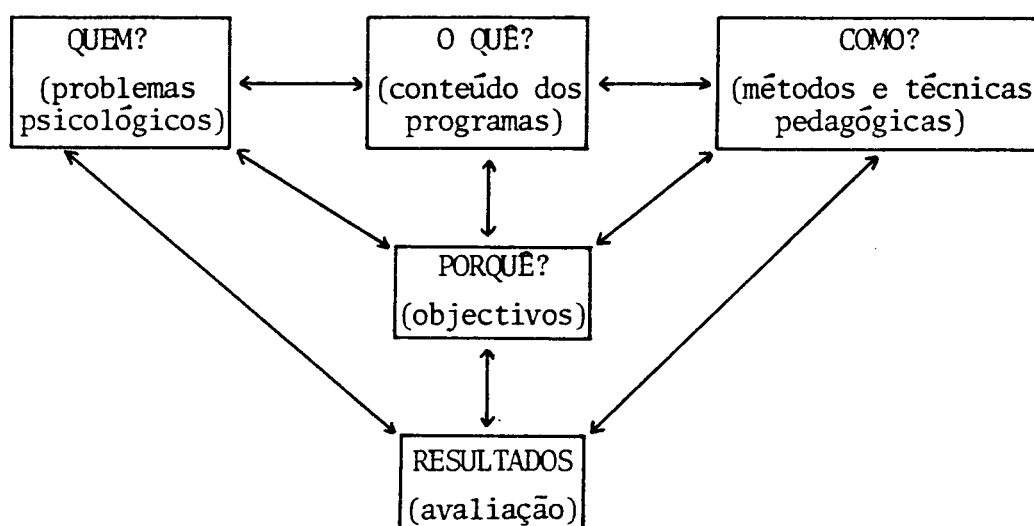 QUEM?
(problemas
psicológicos)
O QUÊ?
(conteúdo dos
programas)
COMO?
(métodos e técnicas
pedagógicas)
PORQUÊ?
(objectivos)
RESULTADOS
(avaliação)